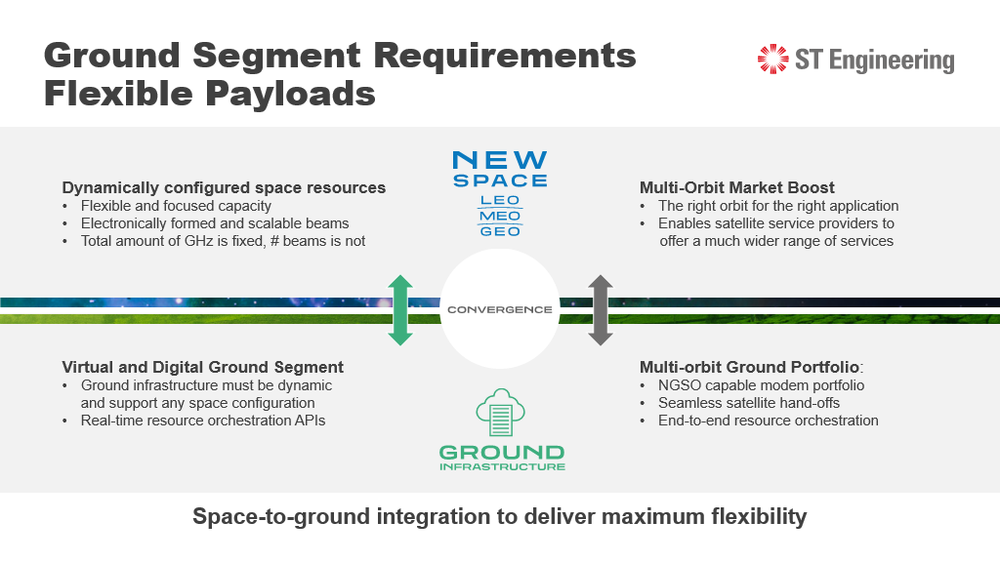 Ground Segment Requirements
Flexible Payloads
ST Engineering
Dynamically configured space resources
• Flexible and focused capacity
• Electronically formed and scalable beams
• Total amount of GHz is fixed, # beams is not
NEW
SPACE
LEO
MEO
GEO
Multi-Orbit Market Boost
• The right orbit for the right application
• Enables satellite service providers to
offer a much wider range of services
CONVERGENCE
Virtual and Digital Ground Segment
• Ground infrastructure must be dynamic
and support any space configuration
• Real-time resource orchestration APIs
GROUND
INFRASTRUCTURE
Multi-orbit Ground Portfolio:
• NGSO capable modem portfolio
• Seamless satellite hand-offs
• End-to-end resource orchestration
Space-to-ground integration to deliver maximum flexibility